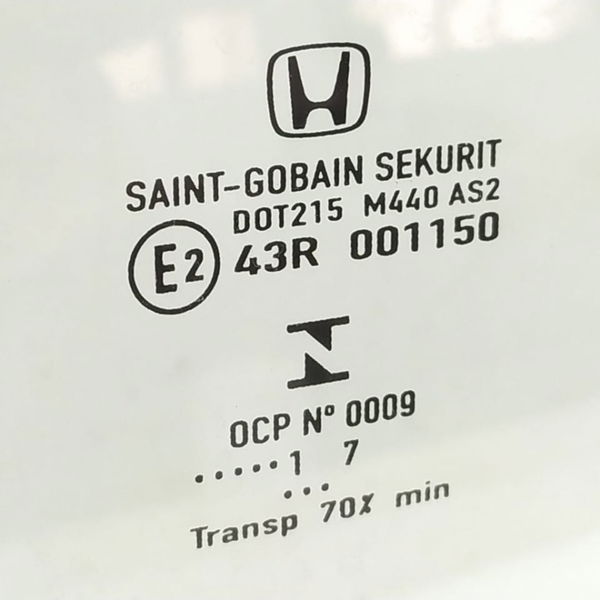 SAINT-GOBAIN SEKURIT
DOT215 M440 AS2
E2 43R 001150
OCP Nº 0009
.....1 7
...
Transp 70% min